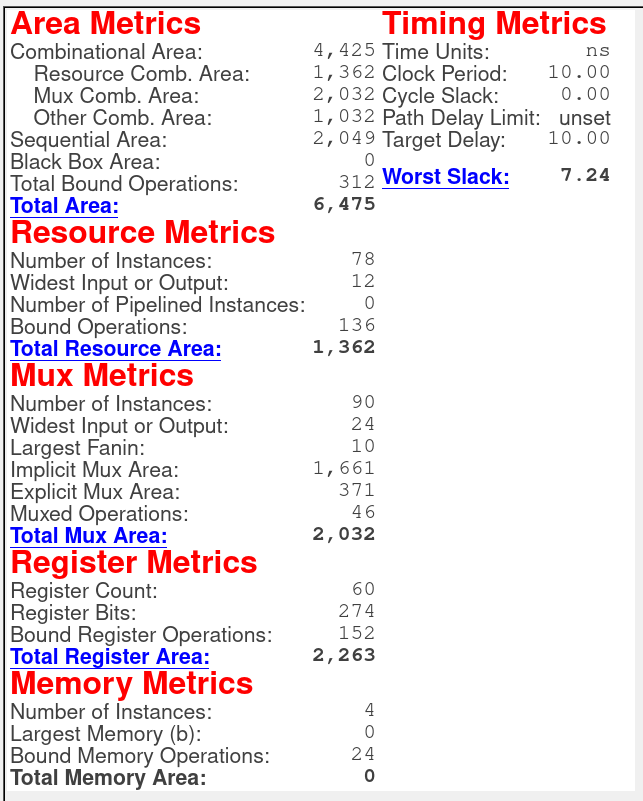 Area Metrics
Combinational Area: 4,425
Resource Comb. Area: 1,362
Mux Comb. Area: 2,032
Other Comb. Area: 1,032
Sequential Area: 2,049
Black Box Area: 0
Total Bound Operations: 312
Total Area: 6,475
Resource Metrics
Number of Instances: 78
Widest Input or Output: 12
Number of Pipelined Instances: 0
Bound Operations: 136
Total Resource Area: 1,362
Mux Metrics
Number of Instances: 90
Widest Input or Output: 24
Largest Fanin: 10
Implicit Mux Area: 1,661
Explicit Mux Area: 371
Muxed Operations: 46
Total Mux Area: 2,032
Register Metrics
Register Count: 60
Register Bits: 274
Bound Register Operations: 152
Total Register Area: 2,263
Memory Metrics
Number of Instances: 4
Largest Memory (b): 0
Bound Memory Operations: 24
Total Memory Area: 0
Timing Metrics
Time Units: ns
Clock Period: 10.00
Cycle Slack: 0.00
Path Delay Limit: unset
Target Delay: 10.00
Worst Slack: 7.24